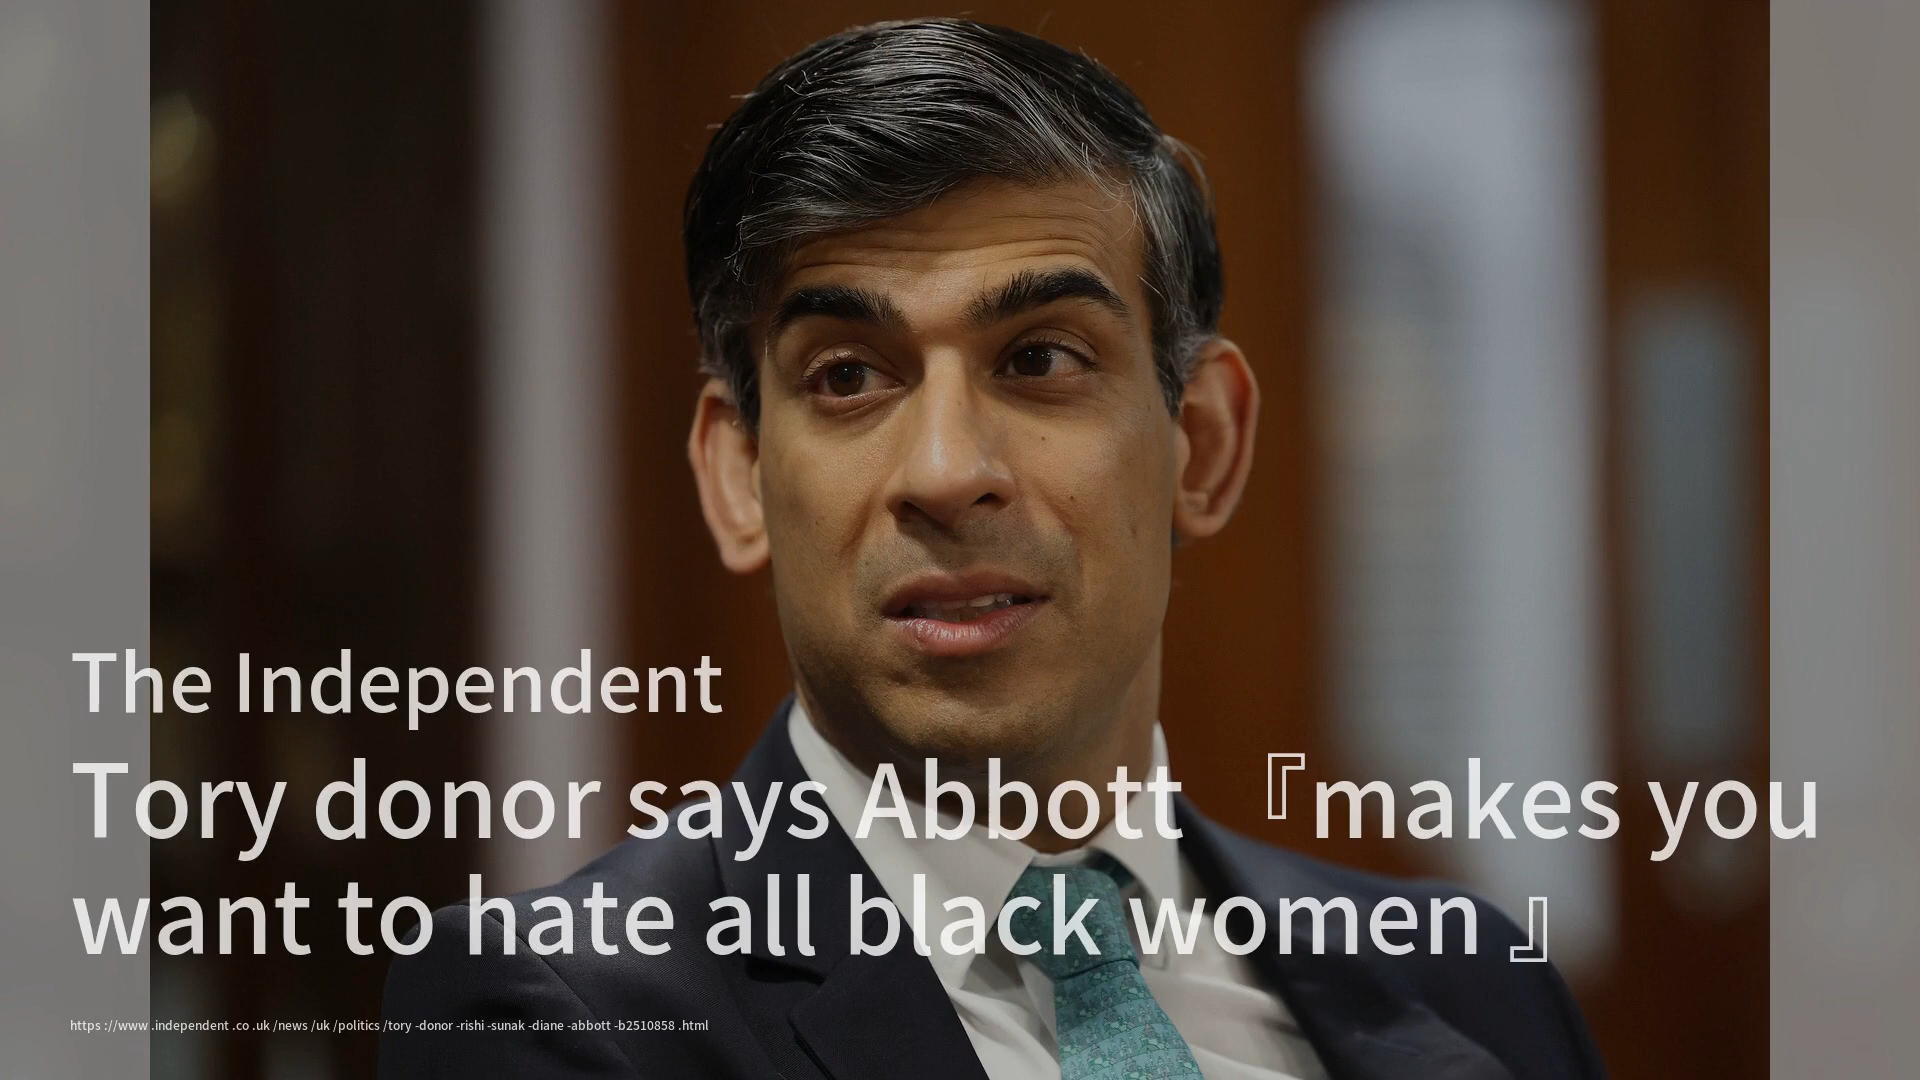 The Independent
Tory donor says Abbott 『makes you
want to hate all black women』
https://www.independent.co.uk/news/uk/politics/tory-donor-rishi-sunak-diane-abbott-b2510858.html